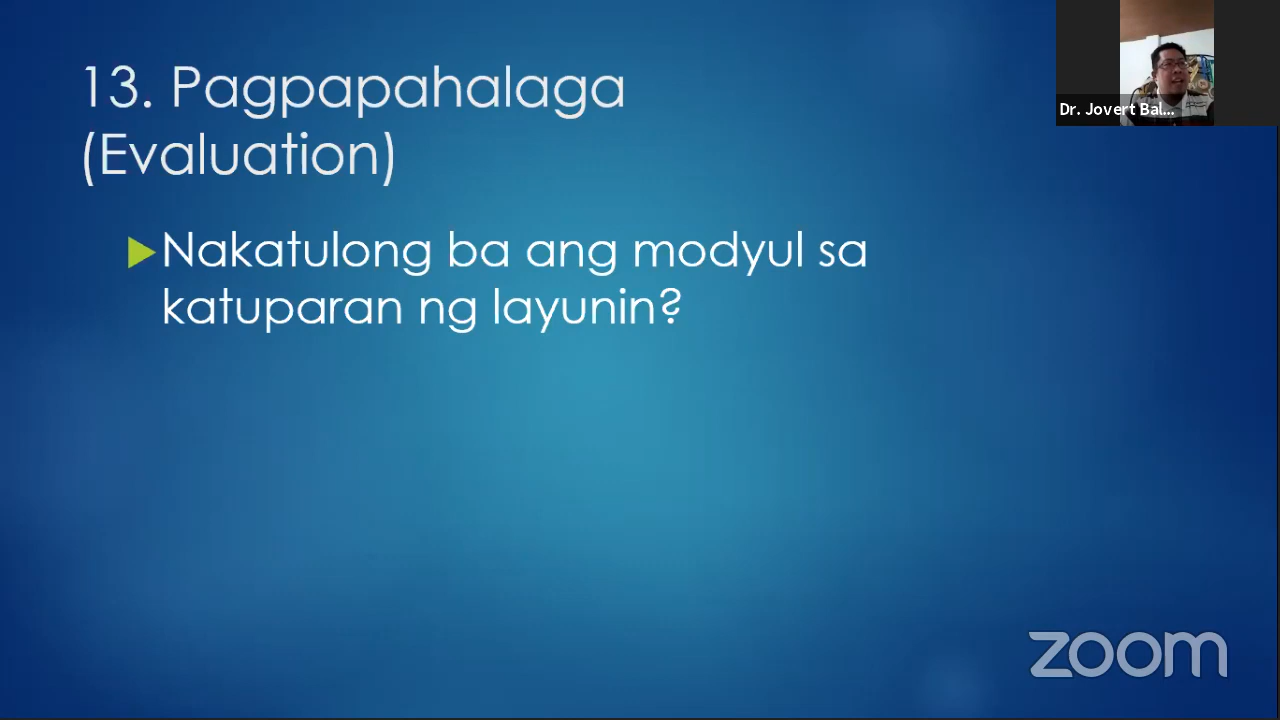 13. Pagpapahalaga
(Evaluation)
Nakatulong ba ang modyul sa
katuparan ng layunin?
Dr. Jovert Bal...
zoom